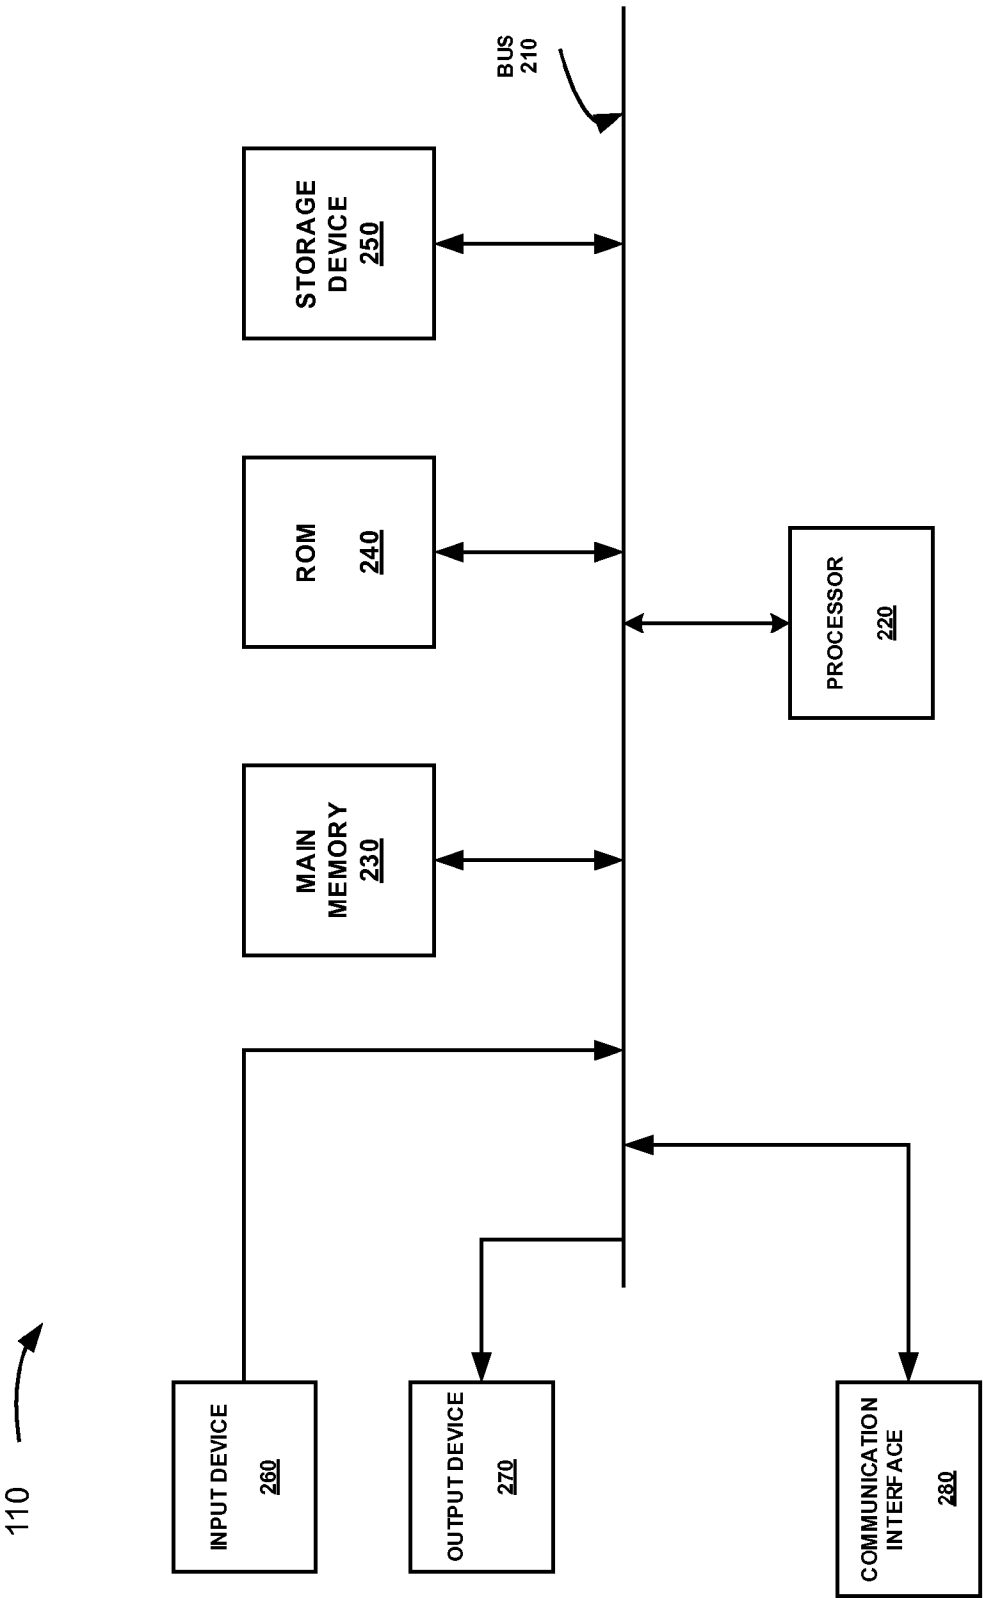 110
INPUT DEVICE
260
MAIN
MEMORY
230
ROM
240
STORAGE
DEVICE
250
BUS
210
OUTPUT DEVICE
270
PROCESSOR
220
COMMUNICATION
INTERFACE
280